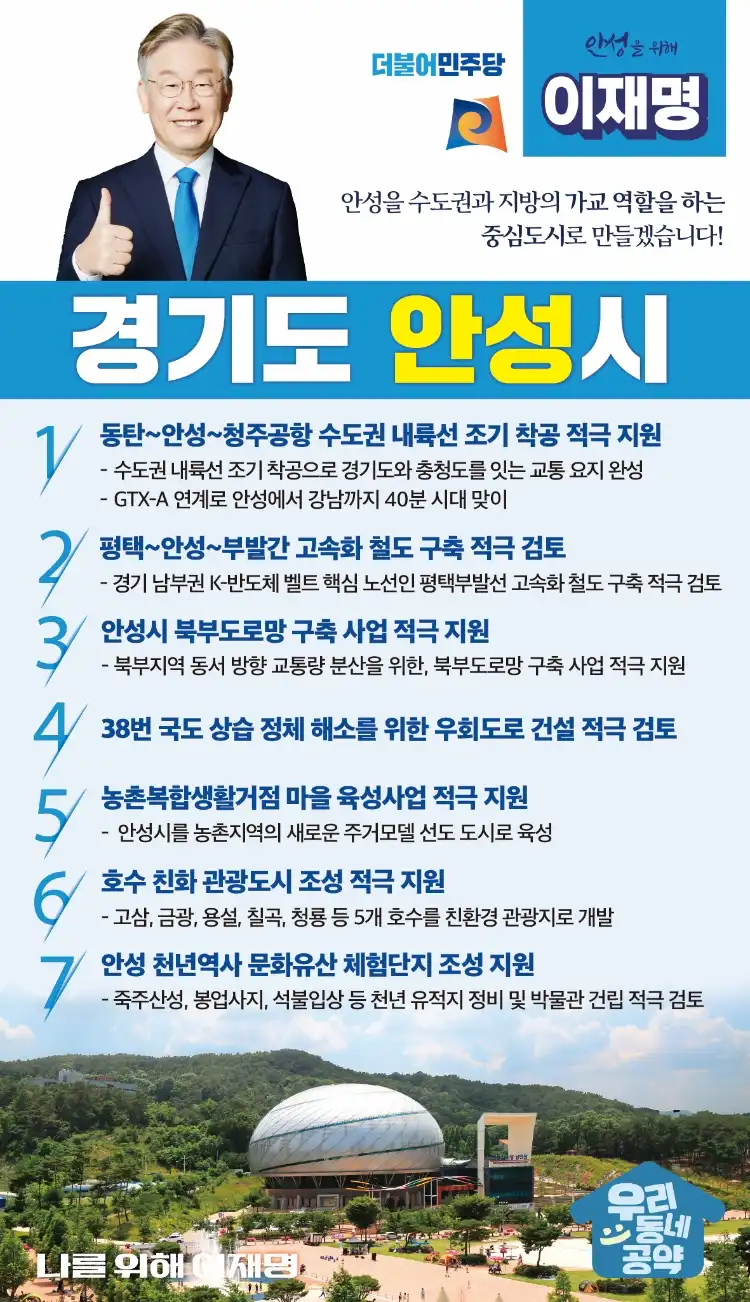 더불어민주당
안성을 위해
이재명
안성을 수도권과 지방의 가교 역할을 하는
중심도시로 만들겠습니다!
경기도 안성시
1 동탄~안성~청주공항 수도권 내륙선 조기 착공 적극 지원
- 수도권 내륙선 조기 착공으로 경기도와 충청도를 잇는 교통 요지 완성
- GTX-A 연계로 안성에서 강남까지 40분 시대 맞이
2 평택~안성~부발간 고속화 철도 구축 적극 검토
- 경기 남부권 K-반도체 벨트 핵심 노선인 평택부발선 고속화 철도 구축 적극 검토
3 안성시 북부도로망 구축 사업 적극 지원
- 북부지역 동서 방향 교통량 분산을 위한, 북부도로망 구축 사업 적극 지원
4 38번 국도 상습 정체 해소를 위한 우회도로 건설 적극 검토
5 농촌복합생활거점 마을 육성사업 적극 지원
- 안성시를 농촌지역의 새로운 주거모델 선도 도시로 육성
6 호수 친화 관광도시 조성 적극 지원
- 고삼, 금광, 용설, 칠곡, 청룡 등 5개 호수를 친환경 관광지로 개발
7 안성 천년역사 문화유산 체험단지 조성 지원
- 죽주산성, 봉업사지, 석불입상 등 천년 유적지 정비 및 박물관 건립 적극 검토
나를 위해 이재명
우리
동네
공약